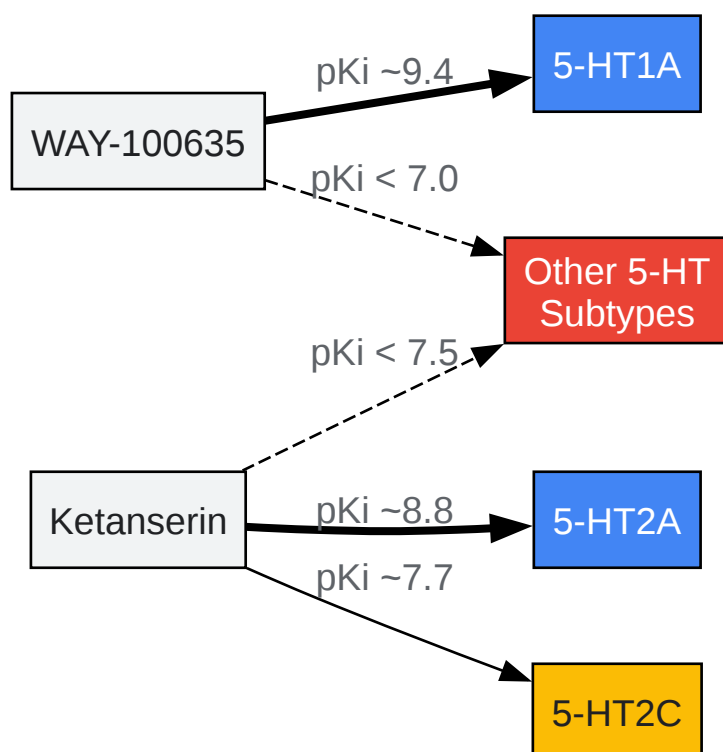 pKi ~9.4
5-HT1A
WAY-100635
pKi < 7.0
Other 5-HT
Subtypes
pKi < 7.5
Ketanserin
pKi ~8.8
5-HT2A
pKi ~7.7
5-HT2C